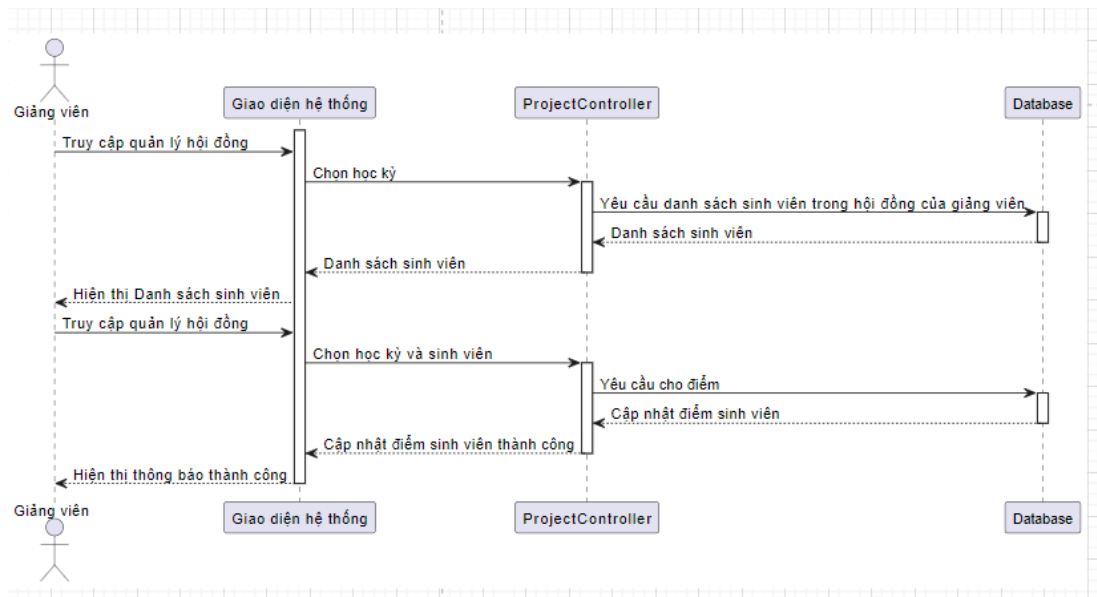 Giảng viên
Giao diện hệ thống
ProjectController
Database
Truy cập quản lý hội đồng
Chọn học kỳ
Yêu cầu danh sách sinh viên trong hội đồng của giảng viên
Danh sách sinh viên
Danh sách sinh viên
Hiện thị Danh sách sinh viên
Truy cập quản lý hội đồng
Chọn học kỳ và sinh viên
Yêu cầu cho điểm
Cập nhật điểm sinh viên
Cập nhật điểm sinh viên thành công
Hiện thị thông báo thành công
Giảng viên
Giao diện hệ thống
ProjectController
Database